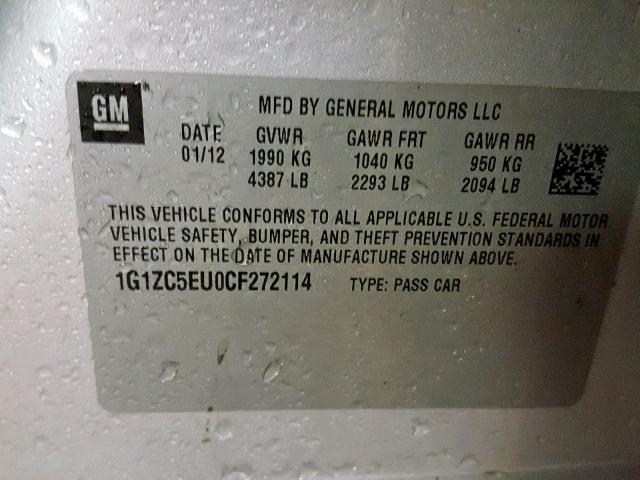 GM ®
MFD BY GENERAL MOTORS LLC
DATE GVWR GAWR FRT GAWR RR
01/12 1990 KG 1040 KG 950 KG
4387 LB 2293 LB 2094 LB
THIS VEHICLE CONFORMS TO ALL APPLICABLE U.S. FEDERAL MOTOR
VEHICLE SAFETY, BUMPER, AND THEFT PREVENTION STANDARDS IN
EFFECT ON THE DATE OF MANUFACTURE SHOWN ABOVE.
1G1ZC5EU0CF272114 TYPE: PASS CAR